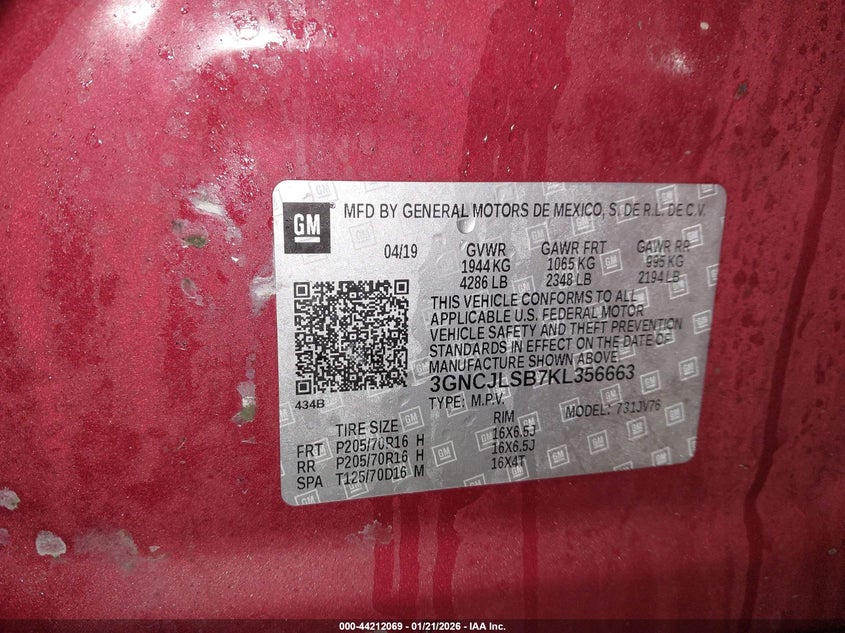 GM
MFD BY GENERAL MOTORS DE MEXICO, S. DE R.L. DE C.V.
04/19 GVWR GAWR FRT GAWR RR
1944 KG 1065 KG 995 KG
4286 LB 2348 LB 2194 LB
THIS VEHICLE CONFORMS TO ALL
APPLICABLE U.S. FEDERAL MOTOR
VEHICLE SAFETY AND THEFT PREVENTION
STANDARDS IN EFFECT ON THE DATE OF
MANUFACTURE SHOWN ABOVE.
3GNCJLSB7KL356663
434B
TYPE: M.P.V. MODEL: 731JV76
TIRE SIZE RIM
FRT P205/70R16 H 16X6.5J
RR P205/70R16 H 16X6.5J
SPA T125/70D16 M 16X4T
000-44212069 - 01/21/2026 - IAA Inc.